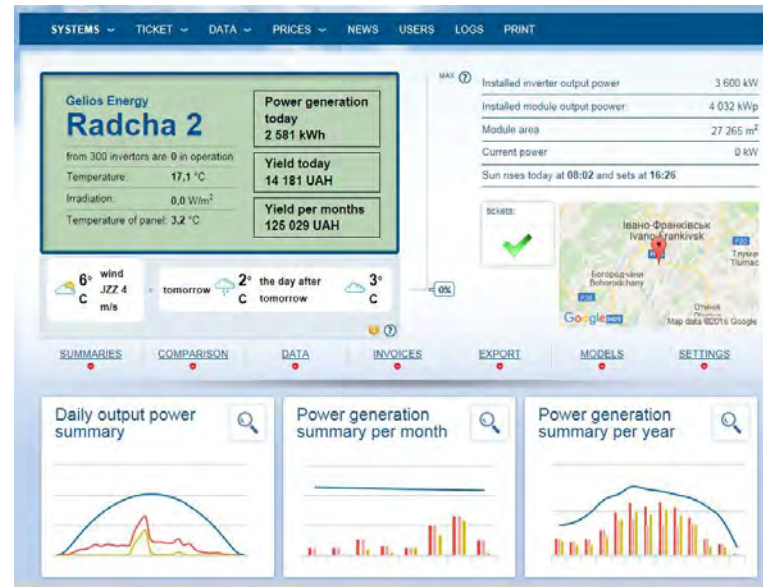 SYSTEMS TICKET DATA PRICES NEWS USERS LOGS PRINT
Gelios Energy
Radcha 2
from 300 invertors are 0 in operation
Temperature: 17,1 °C
Irradiation: 0,0 W/m²
Temperature of panel: 3,2 °C
Power generation
today
2 581 kWh
Yield today
14 181 UAH
Yield per months
125 029 UAH
MAX ?
0%
Installed inverter output power 3 600 kW
Installed module output poower 4 032 kWp
Module area 27 265 m²
Current power 0 kW
Sun rises today at 08:02 and sets at 16:26
tickets:
Івано-Франківськ
Ivano-Frankivsk
Богородчани
Bohorodchany
Тлумач
Tlumac
Отинія
Google
Map data ©2016 Google
6° C
wind
JZZ 4
m/s
tomorrow
2° C
the day after
tomorrow
3° C
?
SUMMARIES COMPARISON DATA INVOICES EXPORT MODELS SETTINGS
Daily output power
summary
Power generation
summary per month
Power generation
summary per year